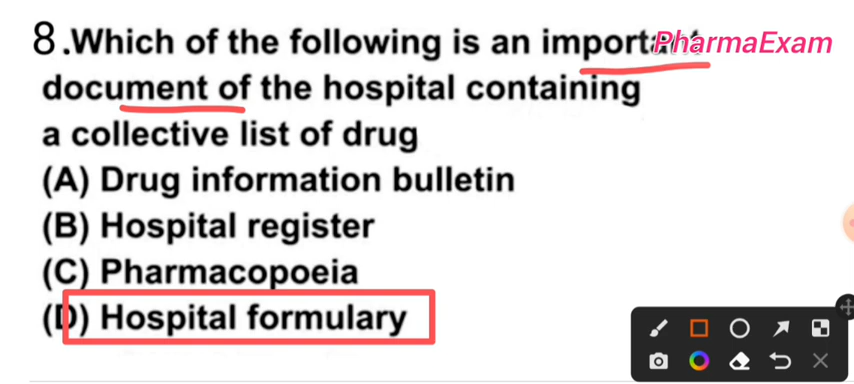 8.Which of the following is an important PharmaExam
document of the hospital containing
a collective list of drug
(A) Drug information bulletin
(B) Hospital register
(C) Pharmacopoeia
(D) Hospital formulary